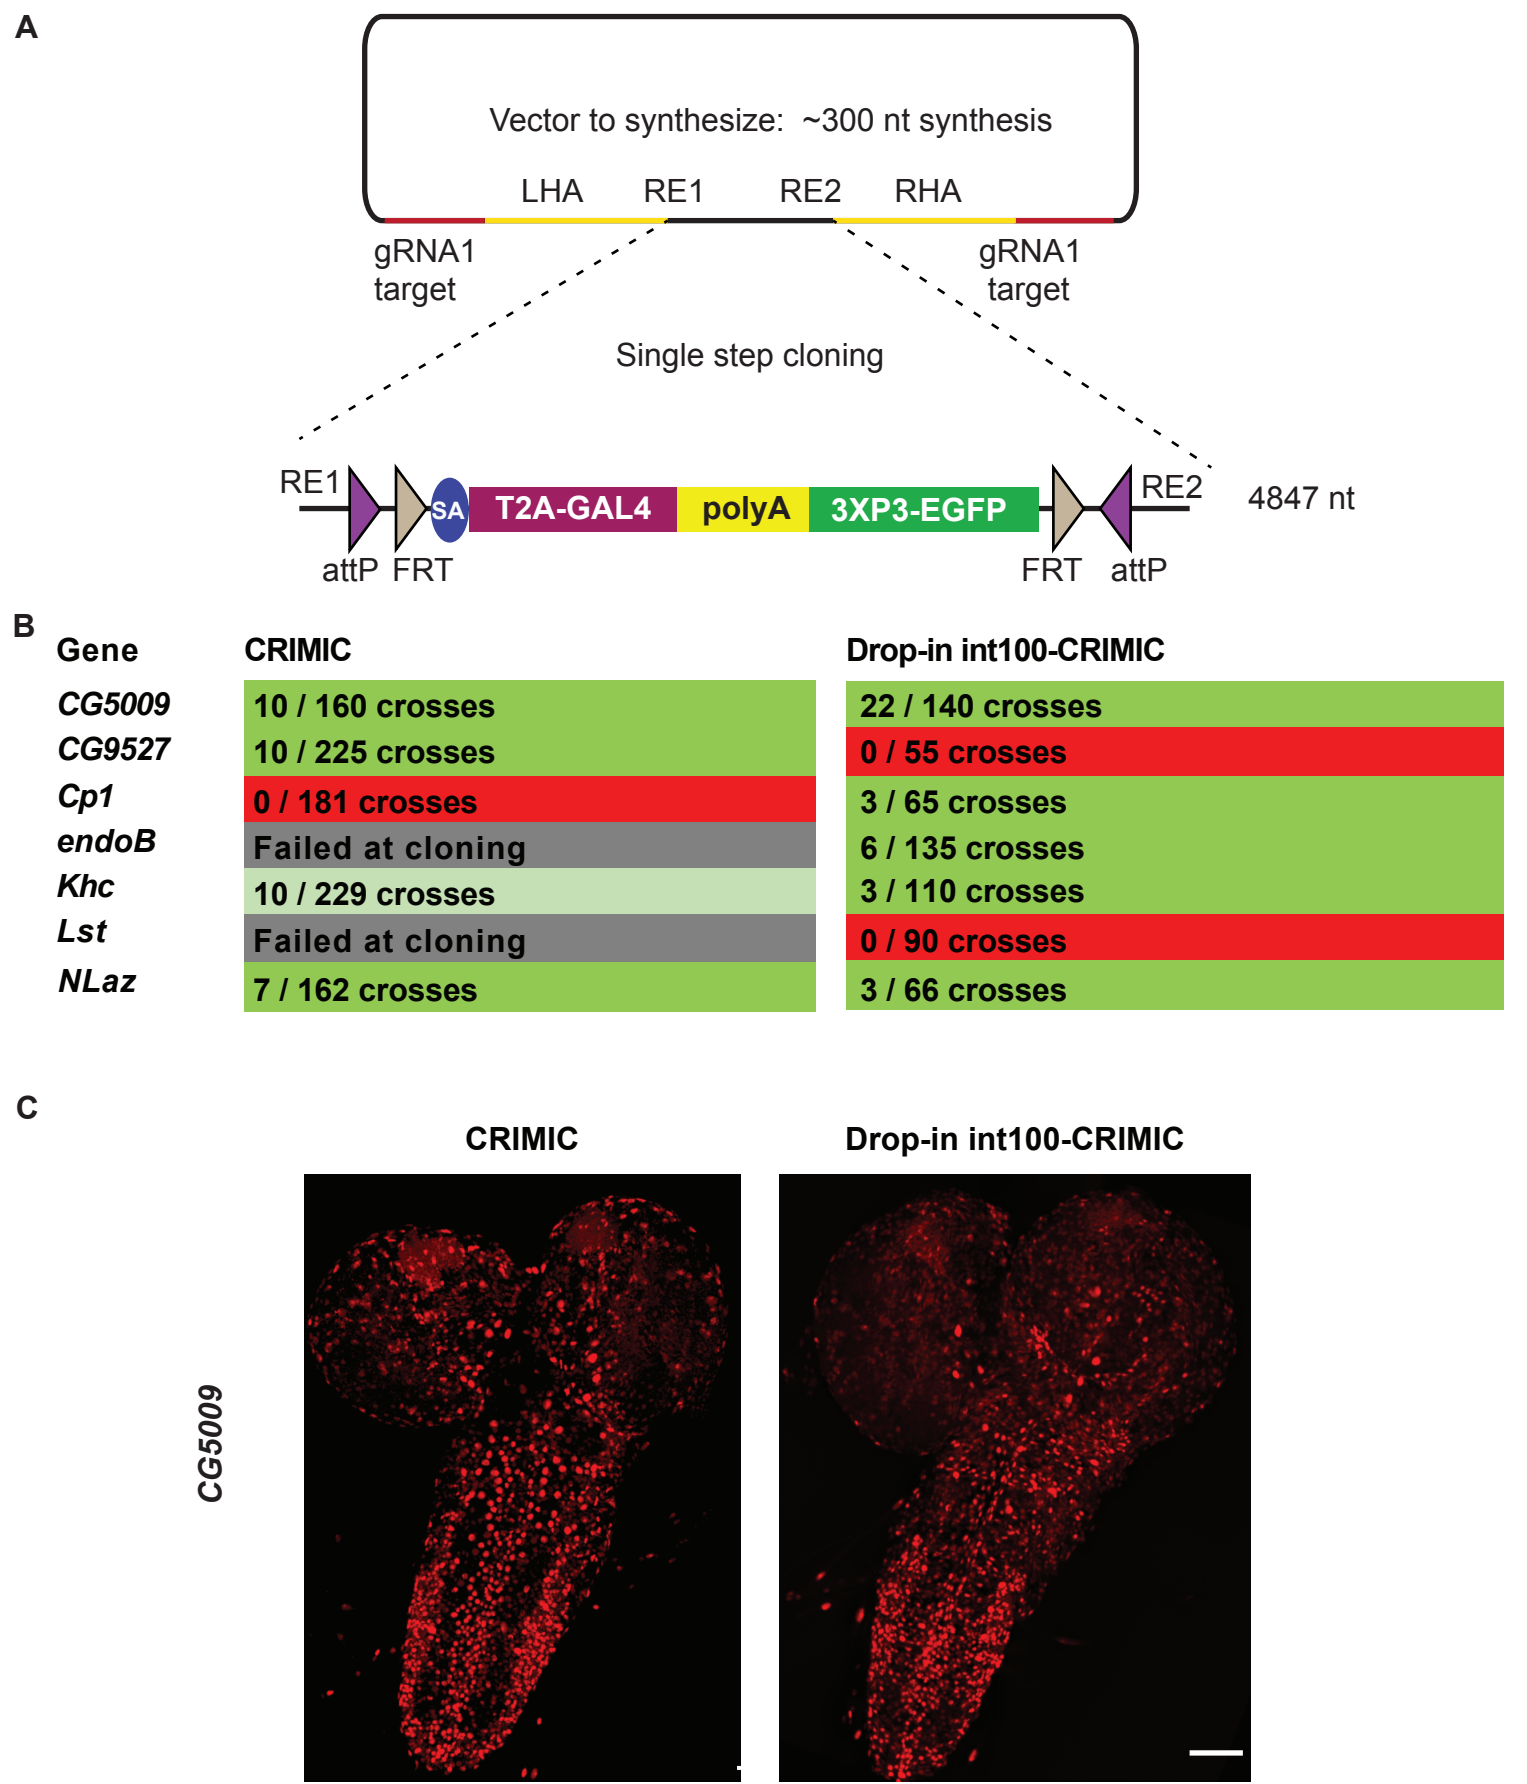 A
Vector to synthesize: ~300 nt synthesis
LHA RE1 RE2 RHA
gRNA1 target
gRNA1 target
Single step cloning
RE1 SA T2A-GAL4 polyA 3XP3-EGFP RE2 4847 nt
attP FRT FRT attP
B
Gene CRIMIC Drop-in int100-CRIMIC
CG5009 10 / 160 crosses 22 / 140 crosses
CG9527 10 / 225 crosses 0 / 55 crosses
Cp1 0 / 181 crosses 3 / 65 crosses
endoB Failed at cloning 6 / 135 crosses
Khc 10 / 229 crosses 3 / 110 crosses
Lst Failed at cloning 0 / 90 crosses
NLaz 7 / 162 crosses 3 / 66 crosses
C
CRIMIC Drop-in int100-CRIMIC
CG5009